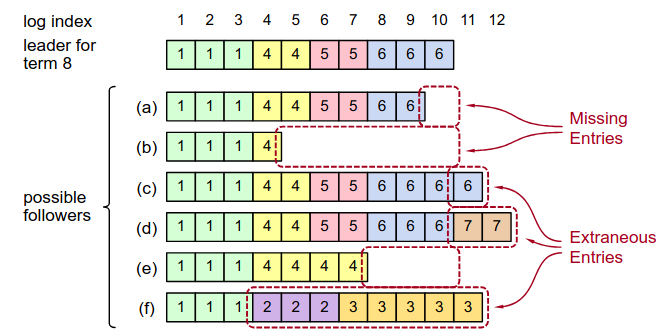 log index 1 2 3 4 5 6 7 8 9 10 11 12
leader for
term 8
1 1 1 4 4 5 5 6 6 6
(a) 1 1 1 4 4 5 5 6 6
Missing
Entries
(b) 1 1 1 4
possible
followers
(c) 1 1 1 4 4 5 5 6 6 6 6
(d) 1 1 1 4 4 5 5 6 6 6 7 7
Extraneous
Entries
(e) 1 1 1 4 4 4 4
(f) 1 1 1 2 2 2 3 3 3 3 3